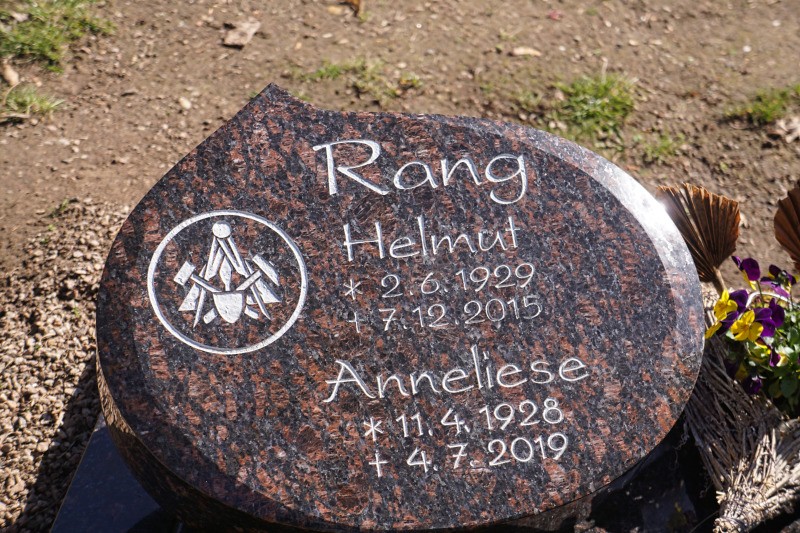 Rang
Helmut
* 2. 6. 1929
+ 7. 12. 2015
Anneliese
* 11. 4. 1928
+ 4. 7. 2019